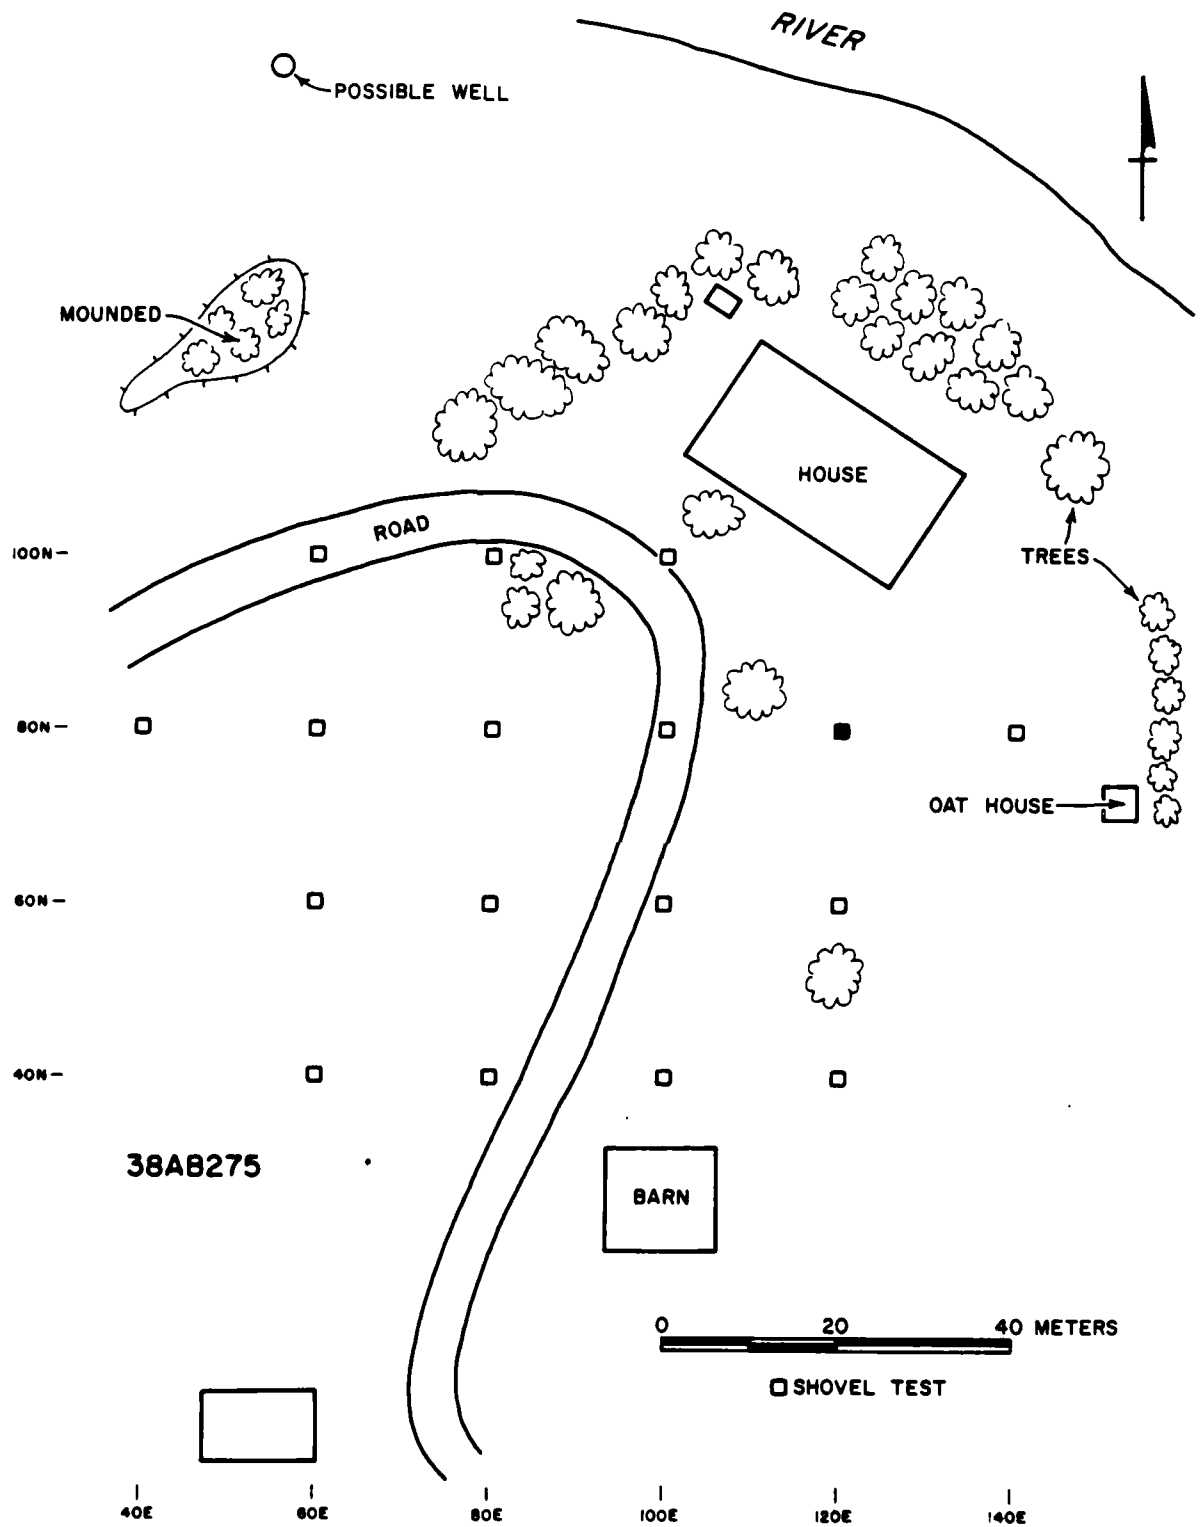 RIVER
POSSIBLE WELL
MOUNDED
HOUSE
ROAD
100N
TREES
80N
OAT HOUSE
60N
40N
38AB275
BARN
0 20 40 METERS
SHOVEL TEST
40E 60E 80E 100E 120E 140E